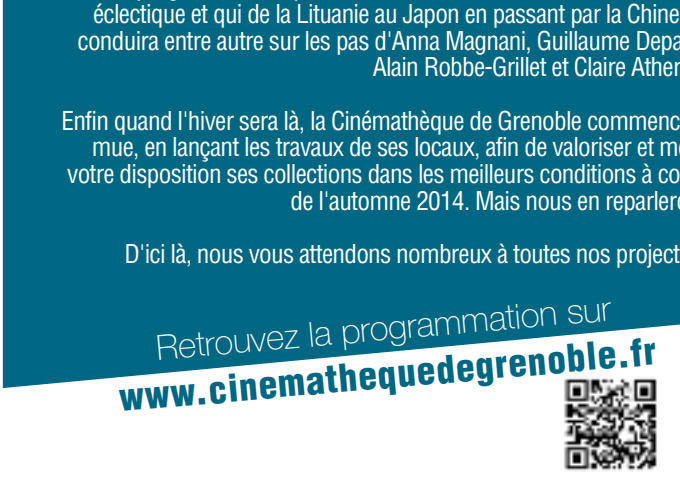 éclectique et qui de la Lituanie au Japon en passant par la Chine
conduira entre autre sur les pas d'Anna Magnani, Guillaume Depa
Alain Robbe-Grillet et Claire Ather
Enfin quand l'hiver sera là, la Cinémathèque de Grenoble commenc
mue, en lançant les travaux de ses locaux, afin de valoriser et me
votre disposition ses collections dans les meilleurs conditions à co
de l'automne 2014. Mais nous en reparler
D'ici là, nous vous attendons nombreux à toutes nos project
Retrouvez la programmation sur
www.cinemathequedegrenoble.fr